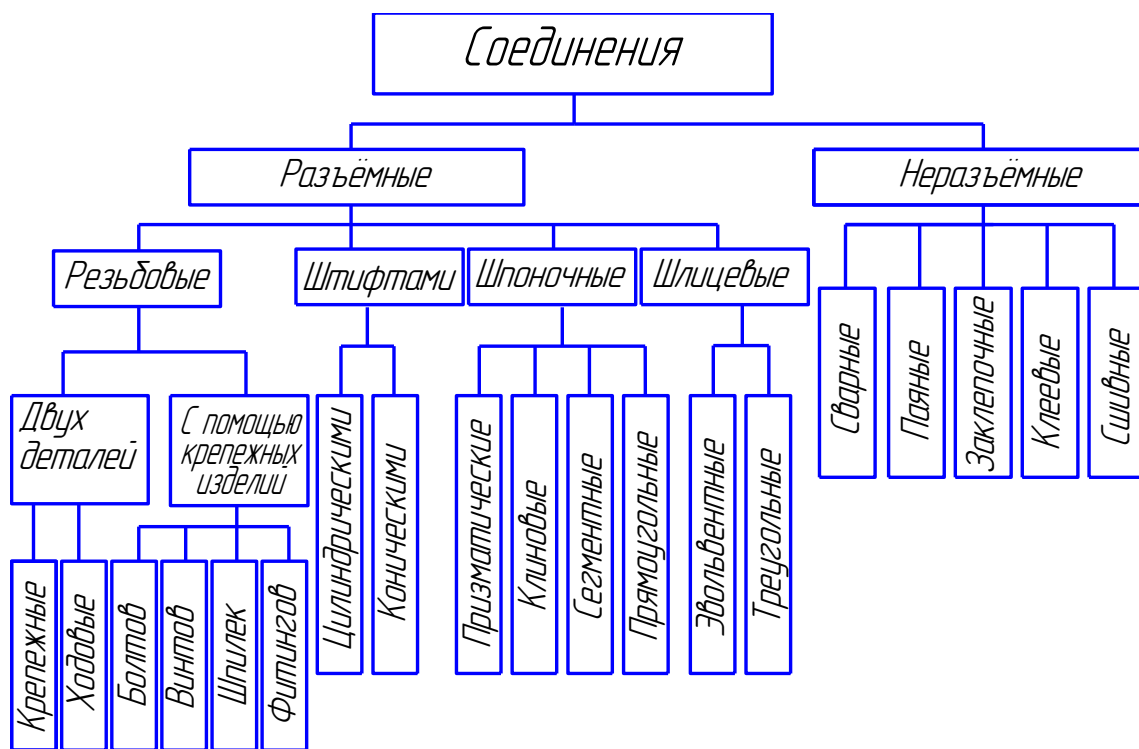 Соединения
Разъёмные
Неразъёмные
Резьбовые
Штифтами
Шпоночные
Шлицевые
Двух
деталей
С помощью
крепежных
изделий
Крепежные
Ходовые
Болтов
Винтов
Шпилек
Фитингов
Цилиндрическими
Коническими
Призматические
Клиновые
Сегментные
Прямоугольные
Эвольвентные
Треугольные
Сварные
Паяные
Заклепочные
Клеевые
Сшивные